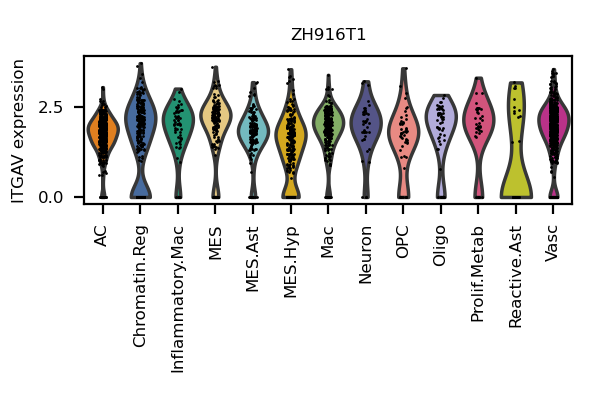 ZH916T1
ITGAV expression
2.5
0.0
AC
Chromatin.Reg
Inflammatory.Mac
MES
MES.Ast
MES.Hyp
Mac
Neuron
OPC
Oligo
Prolif.Metab
Reactive.Ast
Vasc